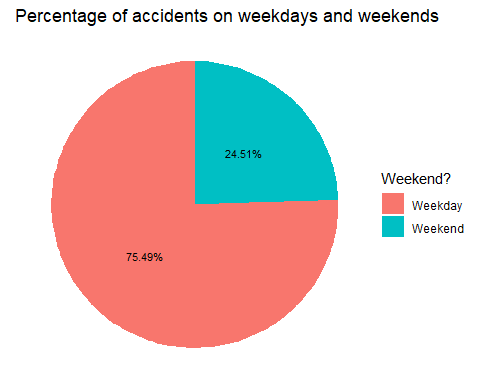 Percentage of accidents on weekdays and weekends
24.51%
75.49%
Weekend?
Weekday
Weekend